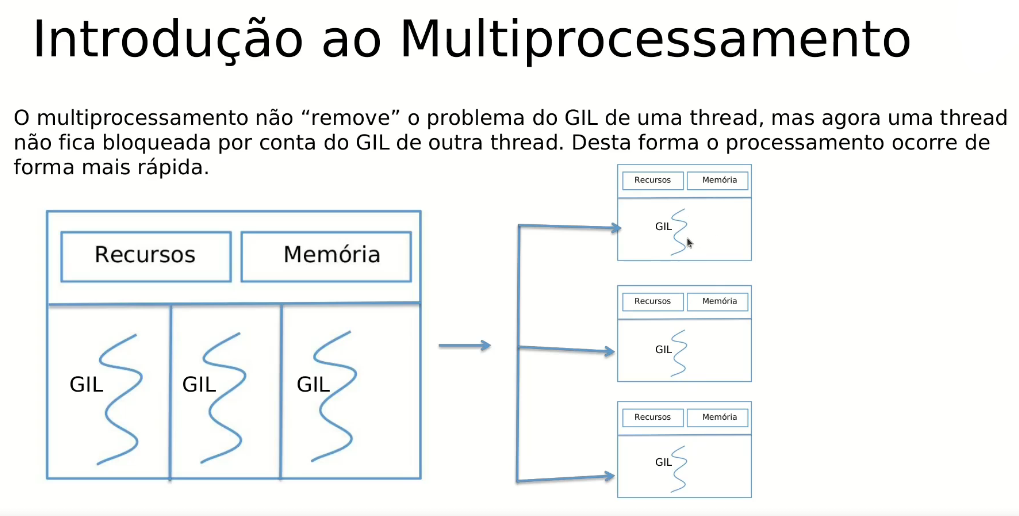 Introdução ao Multiprocessamento
O multiprocessamento não “remove” o problema do GIL de uma thread, mas agora uma thread
não fica bloqueada por conta do GIL de outra thread. Desta forma o processamento ocorre de
forma mais rápida.
Recursos Memória
GIL GIL GIL
Recursos Memória
GIL
Recursos Memória
GIL
Recursos Memória
GIL